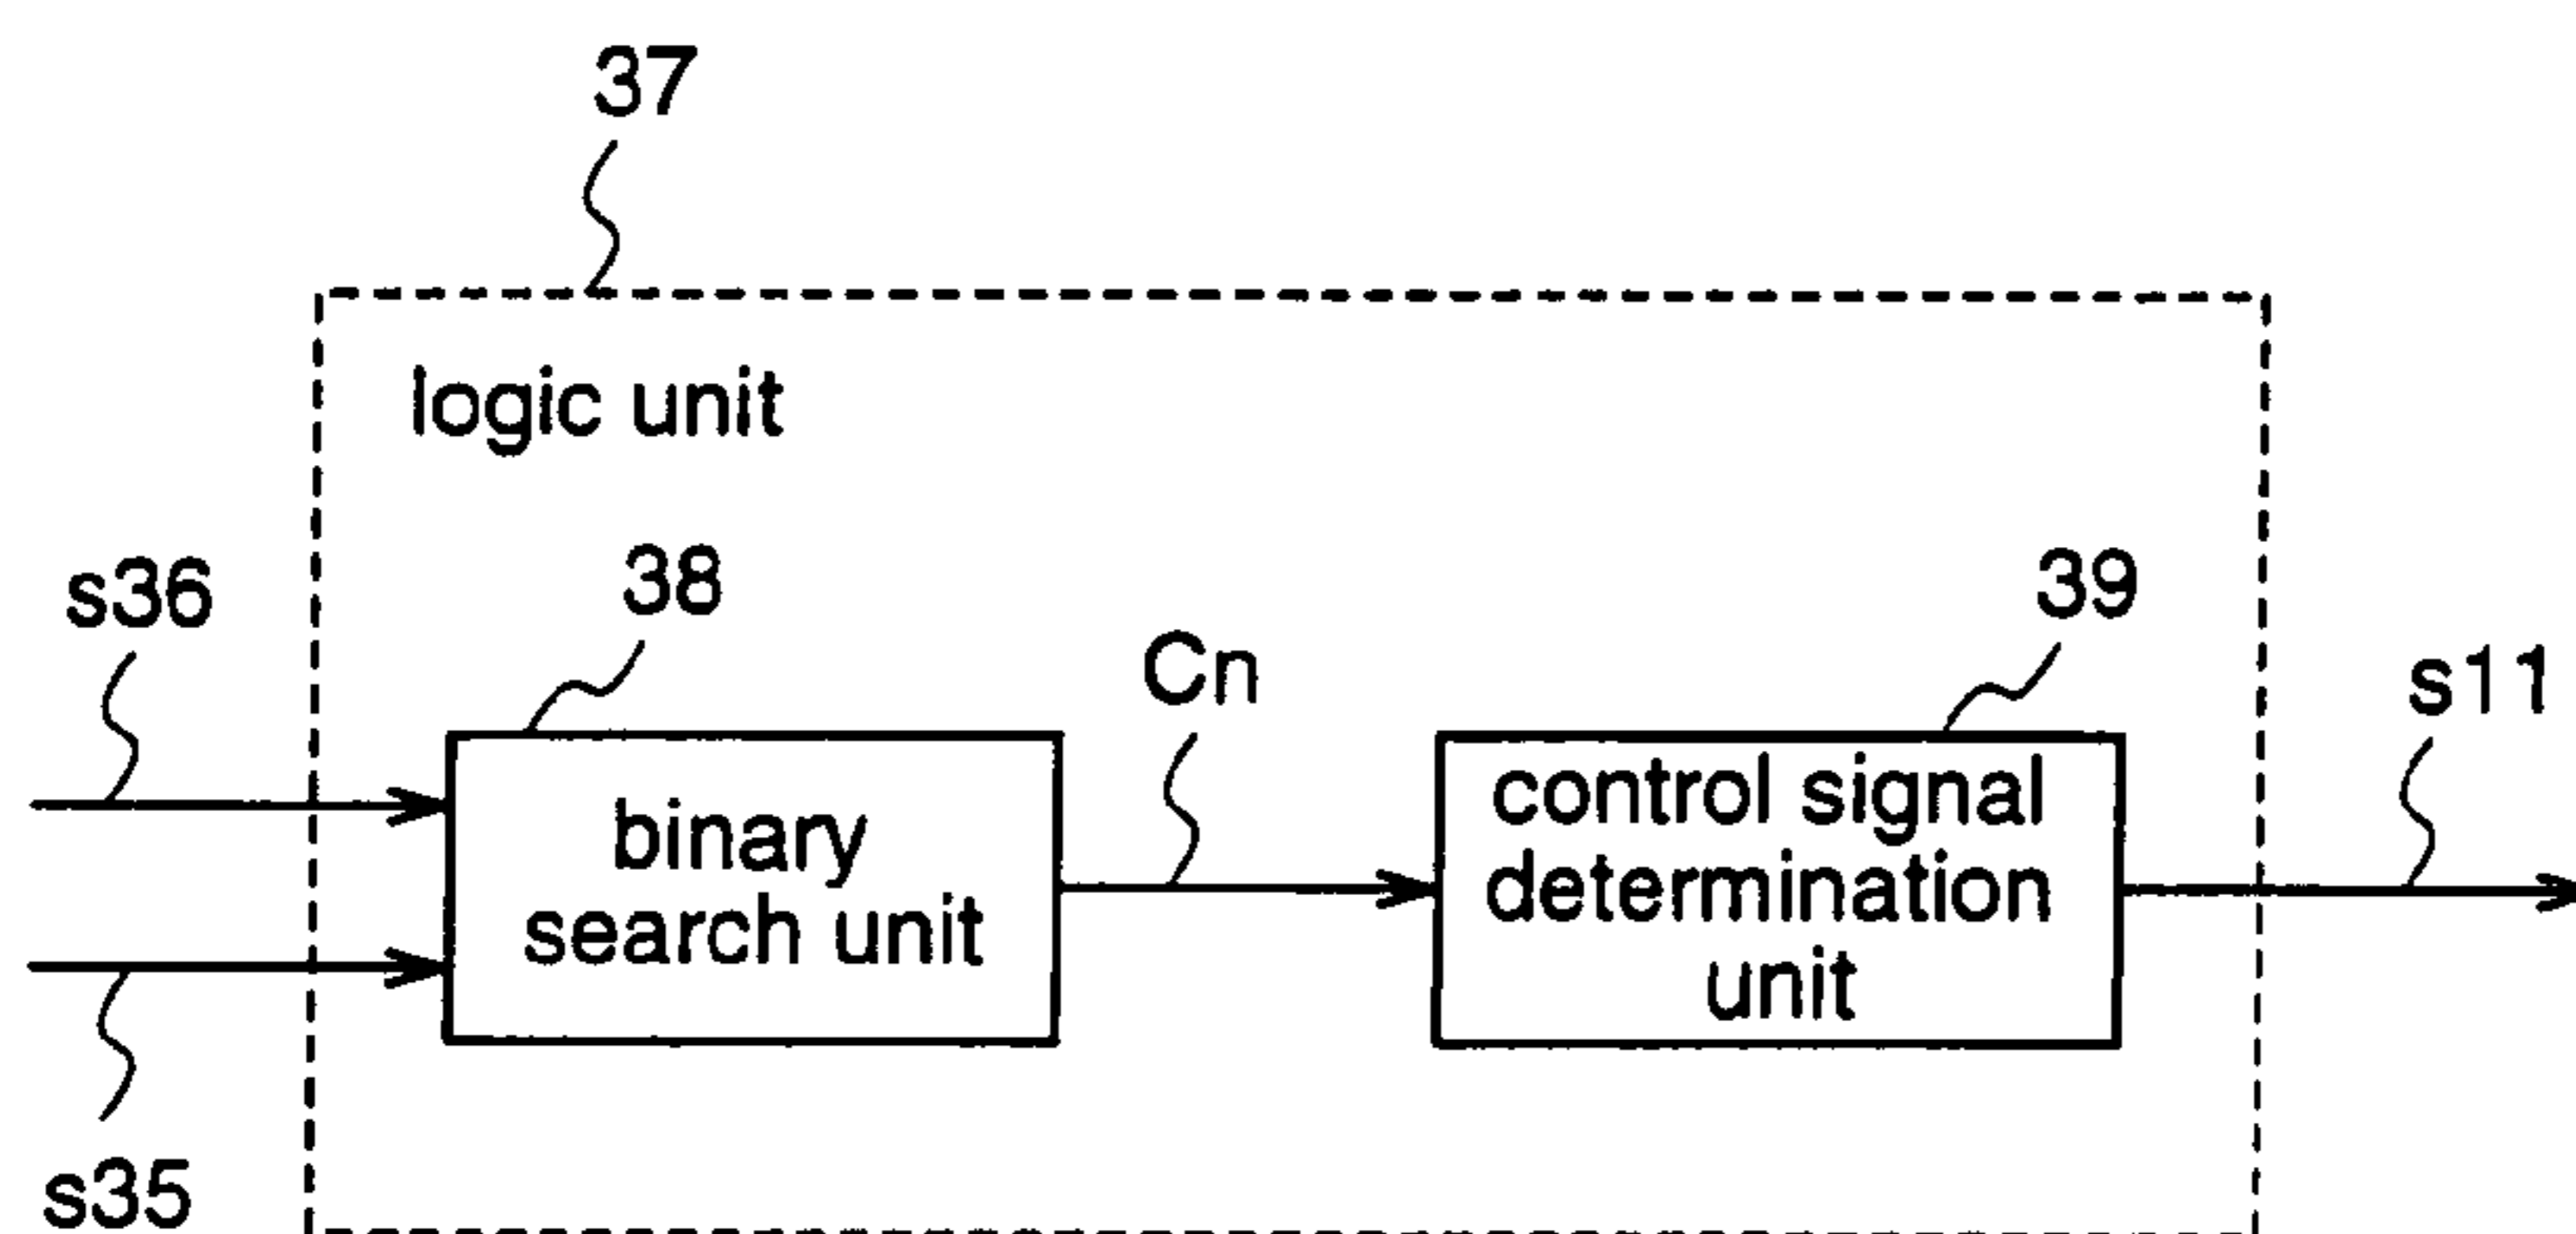 37
logic unit
s36
38
Cn
39
s11
binary
search unit
control signal
determination
unit
s35